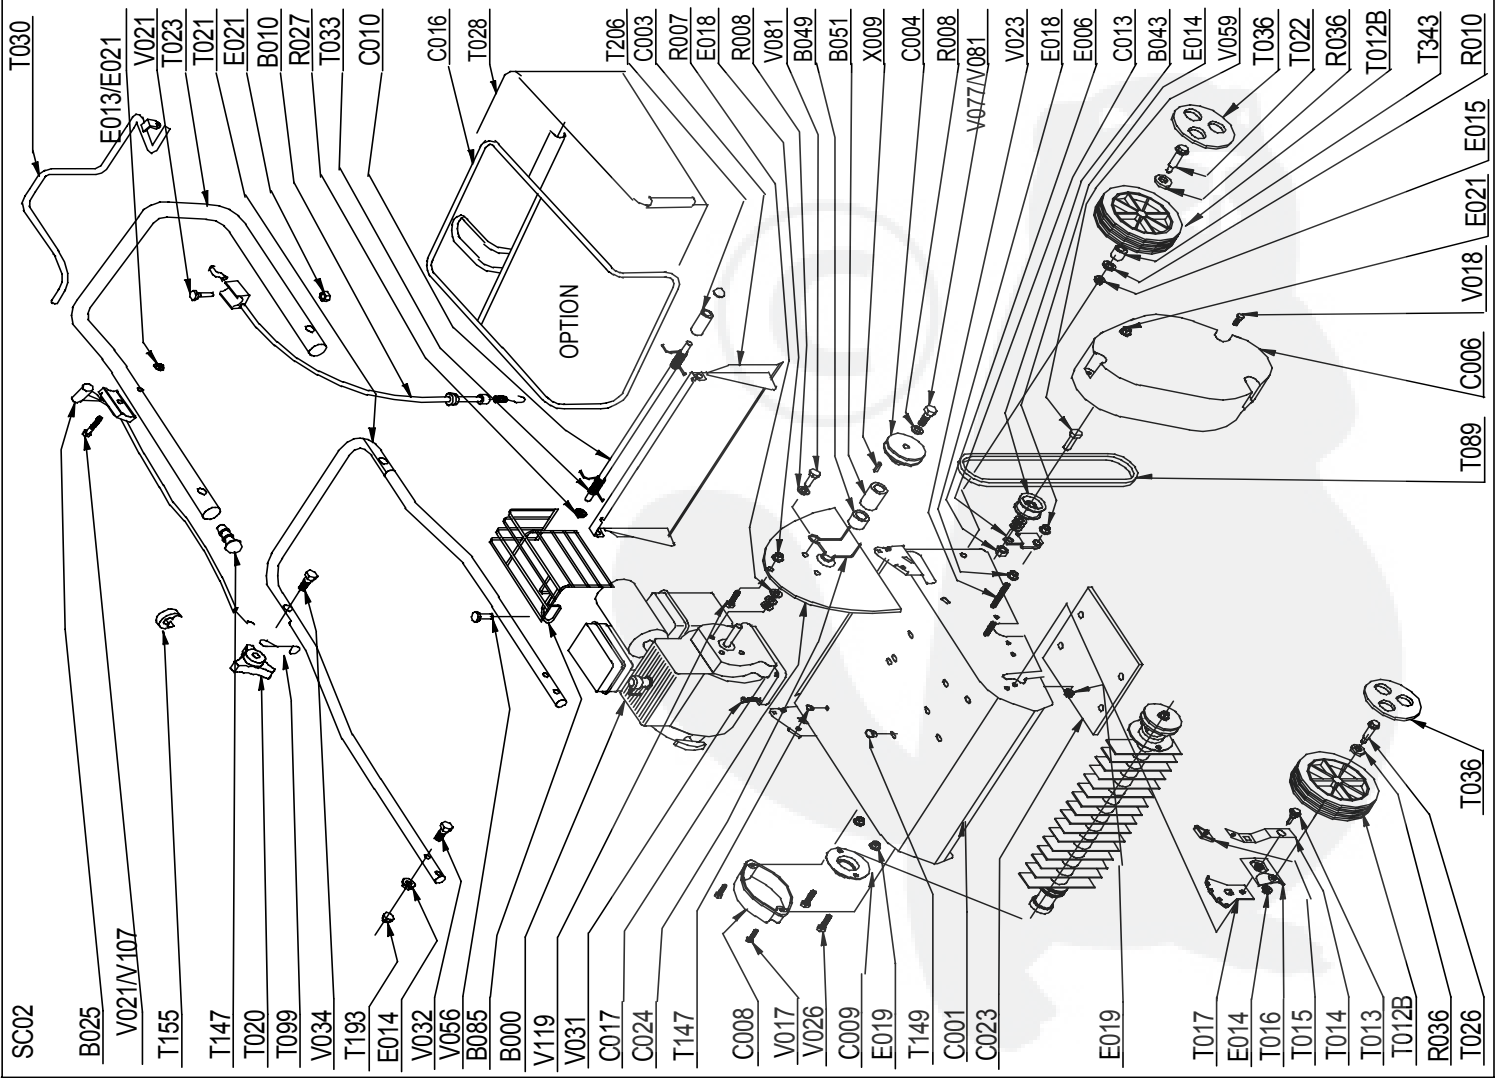 T030
E013/E021
V021
T023
T021
E021
B010
R027
T033
C010
C016
T028
T206
C003
R007
E018
R008
V081
B049
B051
X009
C004
R008
V077/V081
V023
E018
E006
C013
B043
E014
V059
T036
T022
R036
T012B
T343
R010
E015
E021
V018
C006
T089
T036
OPTION
©
SC02
B025
V021/V107
T155
T147
T020
T099
V034
T193
E014
V032
V056
B085
B000
V119
V031
C017
C024
T147
C008
V017
V026
C009
E019
T149
C001
C023
E019
T017
E014
T016
T015
T014
T013
T012B
R036
T026